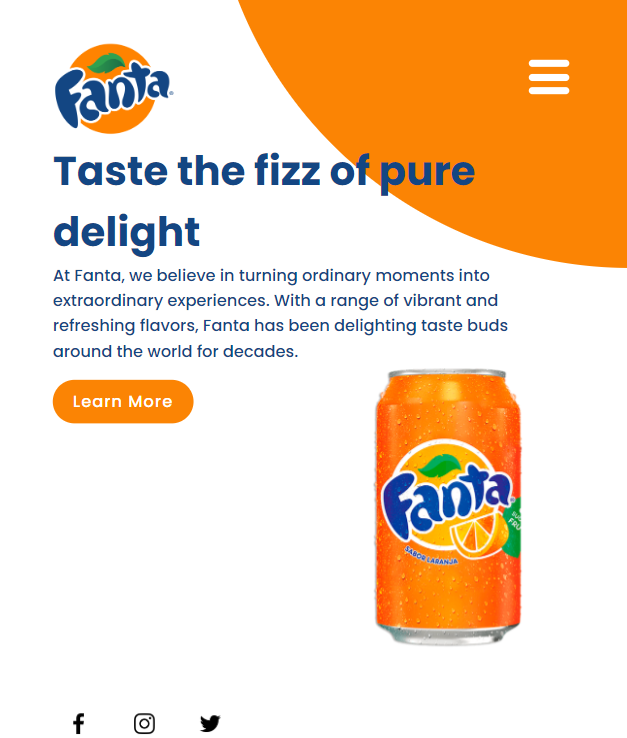 Fanta
Taste the fizz of pure
delight
At Fanta, we believe in turning ordinary moments into
extraordinary experiences. With a range of vibrant and
refreshing flavors, Fanta has been delighting taste buds
around the world for decades.
Learn More
Fanta
SABOR LARANJA